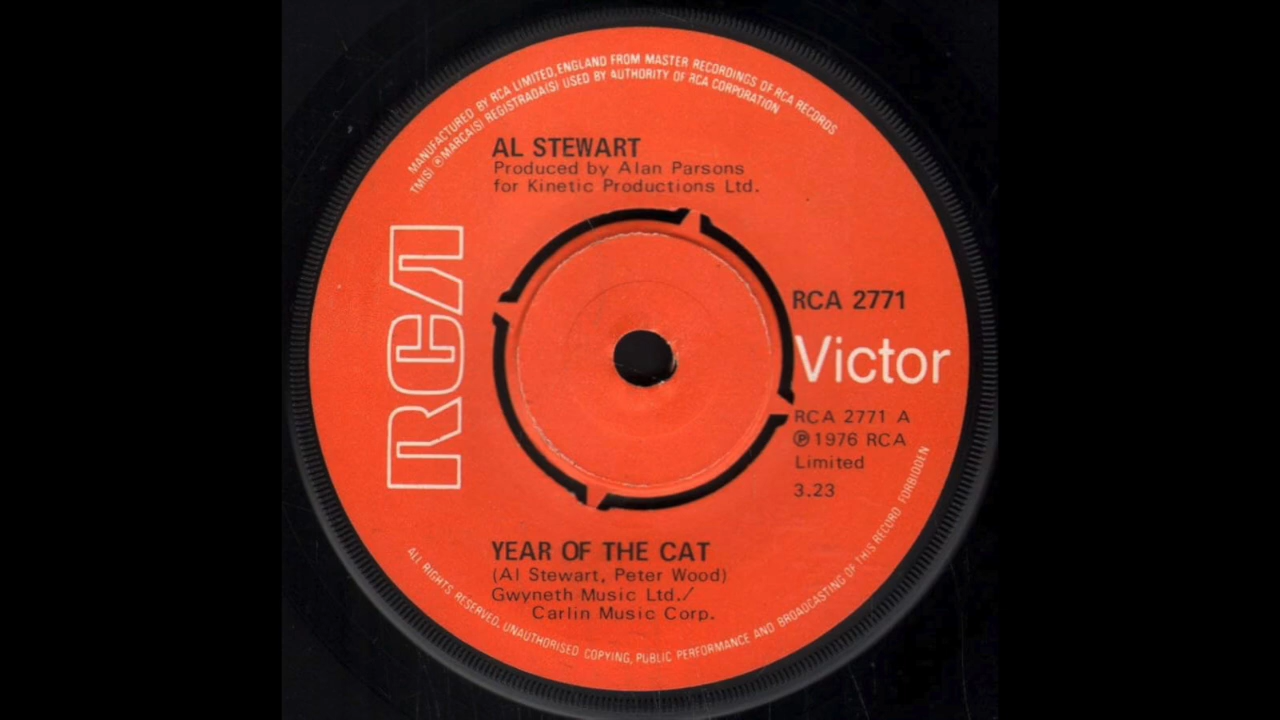 MANUFACTURED BY RCA LIMITED, ENGLAND FROM MASTER RECORDINGS OF RCA RECORDS
TM(S) ® MARCA(S) REGISTRADA(S) USED BY AUTHORITY OF RCA CORPORATION
AL STEWART
Produced by Alan Parsons
for Kinetic Productions Ltd.
RCA
RCA 2771
Victor
RCA 2771 A
℗ 1976 RCA
Limited
3.23
YEAR OF THE CAT
(Al Stewart, Peter Wood)
Gwyneth Music Ltd./
Carlin Music Corp.
ALL RIGHTS RESERVED. UNAUTHORISED COPYING, PUBLIC PERFORMANCE AND BROADCASTING OF THIS RECORD FORBIDDEN